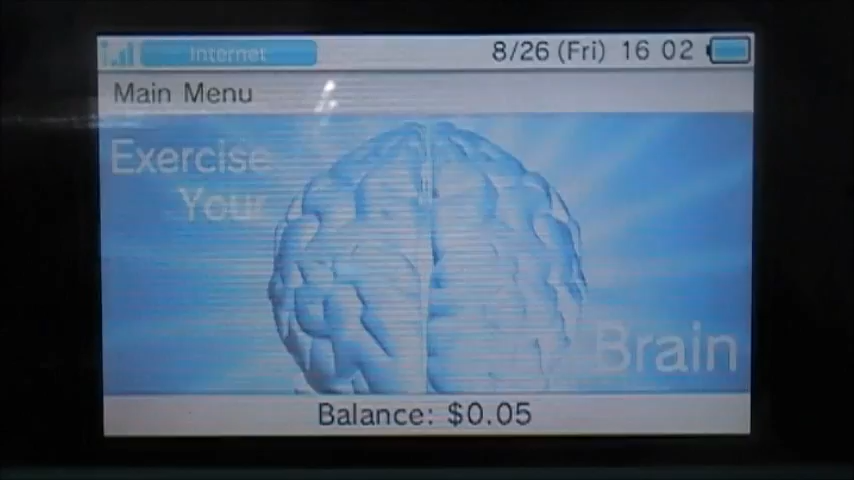 Internet 8/26 (Fri) 16 02
Main Menu
Exercise
Your
Brain
Balance: $0.05